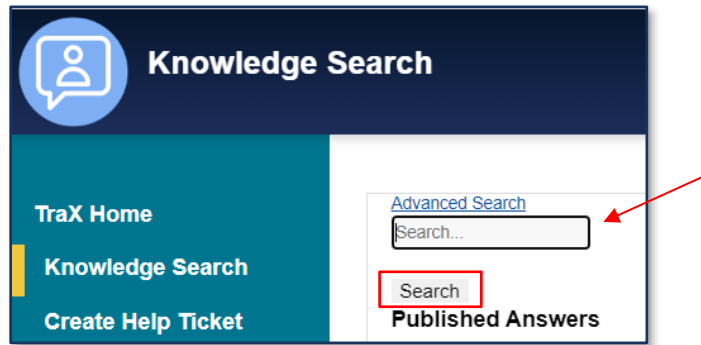 Knowledge Search
TraX Home
Knowledge Search
Create Help Ticket
Advanced Search
Search...
Search
Published Answers